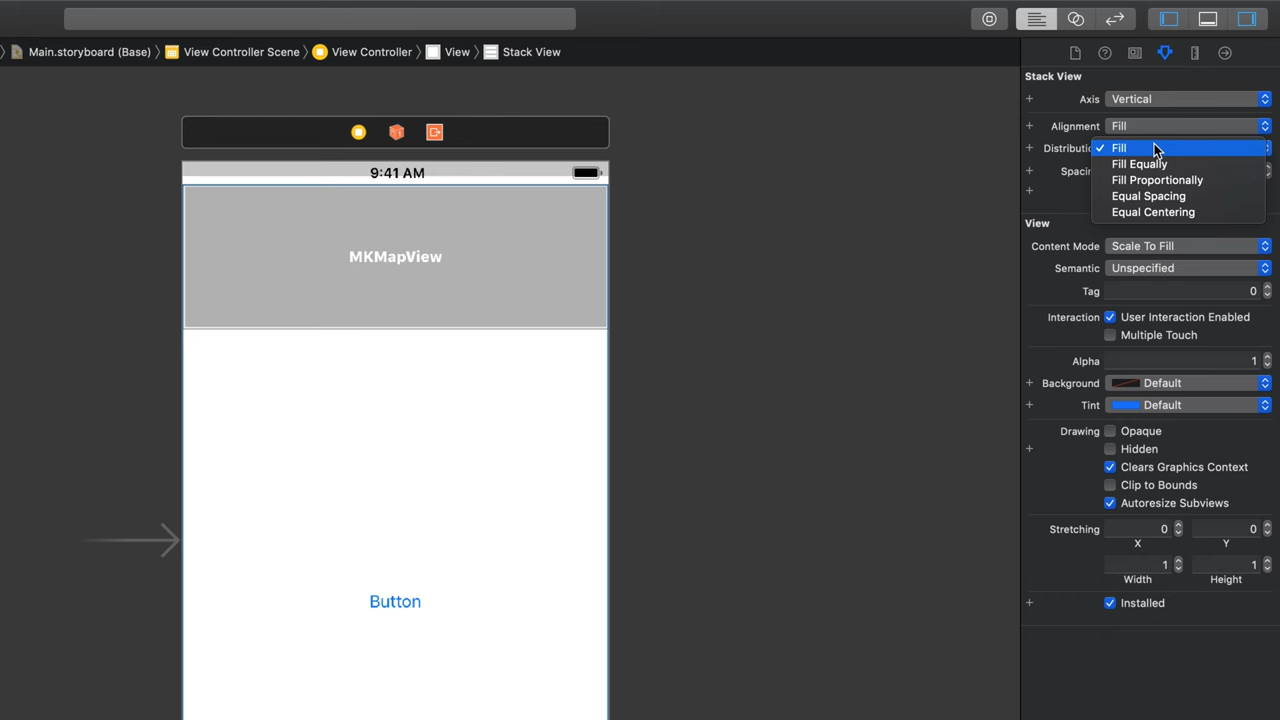 Main.storyboard (Base) View Controller Scene View Controller View Stack View
Stack View
Axis Vertical
Alignment Fill
Fill
Fill Equally
Fill Proportionally
Equal Spacing
Equal Centering
View
Content Mode Scale To Fill
Semantic Unspecified
Tag 0
Interaction User Interaction Enabled
Multiple Touch
Alpha 1
Background Default
Tint Default
Drawing Opaque
Hidden
Clears Graphics Context
Clip to Bounds
Autoresize Subviews
Stretching 0 0
X Y
1 1
Width Height
Installed
9:41 AM
MKMapView
Button